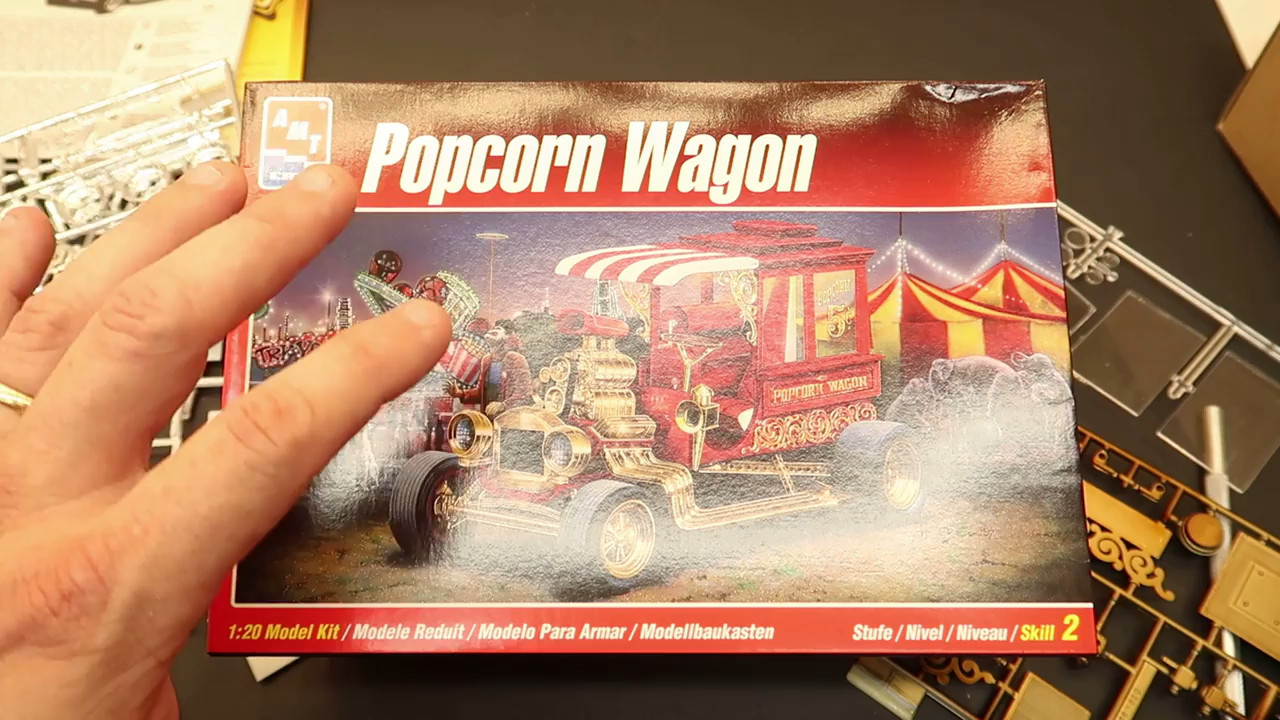 AMT
Popcorn Wagon
POPCORN
5¢
POPCORN WAGON
1:20 Model Kit / Modele Reduit / Modelo Para Armar / Modellbaukasten
Stufe / Nivel / Niveau / Skill 2